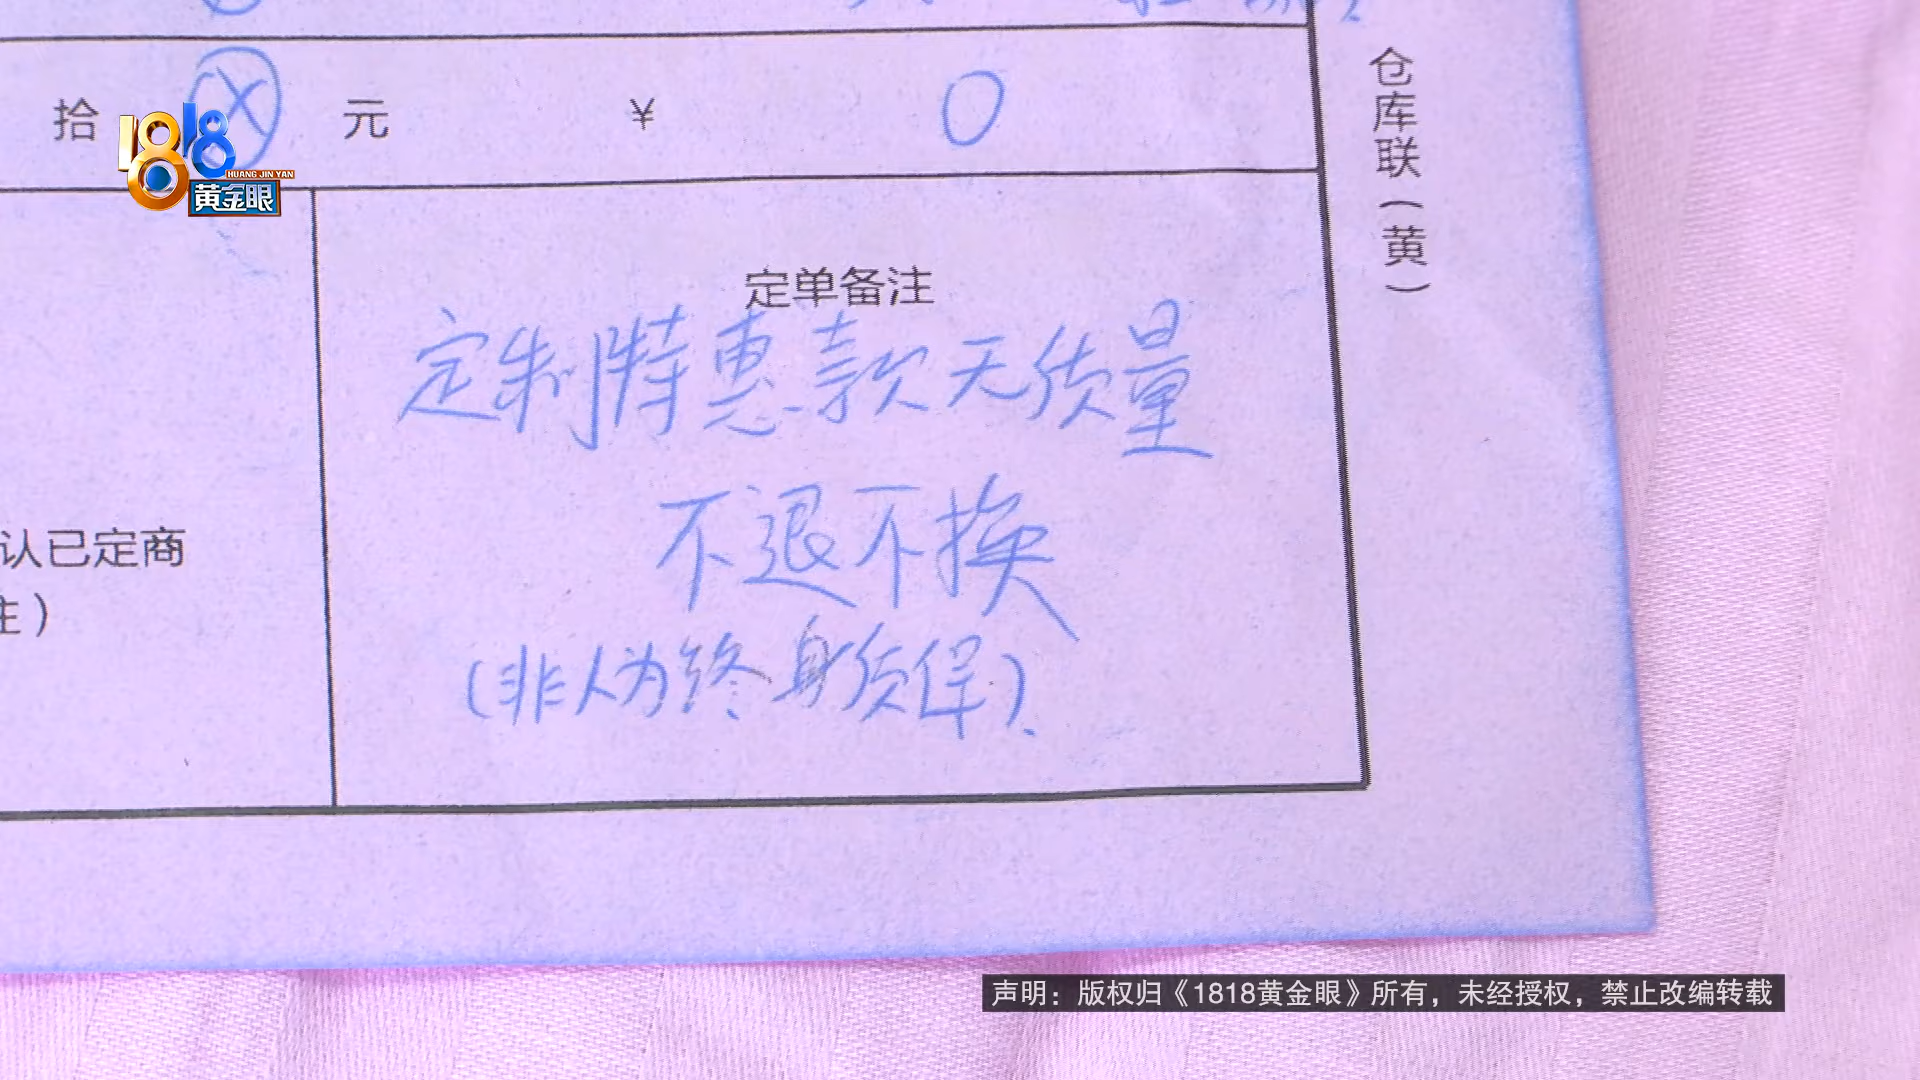 拾 ⊗ 元 ¥ 0
仓库联(黄)
1818
HUANG JIN YAN
黄金眼
定单备注
定制特惠款无质量
不退不换
(非人为终身质保).
认已定商
注)
声明：版权归《1818黄金眼》所有，未经授权，禁止改编转载